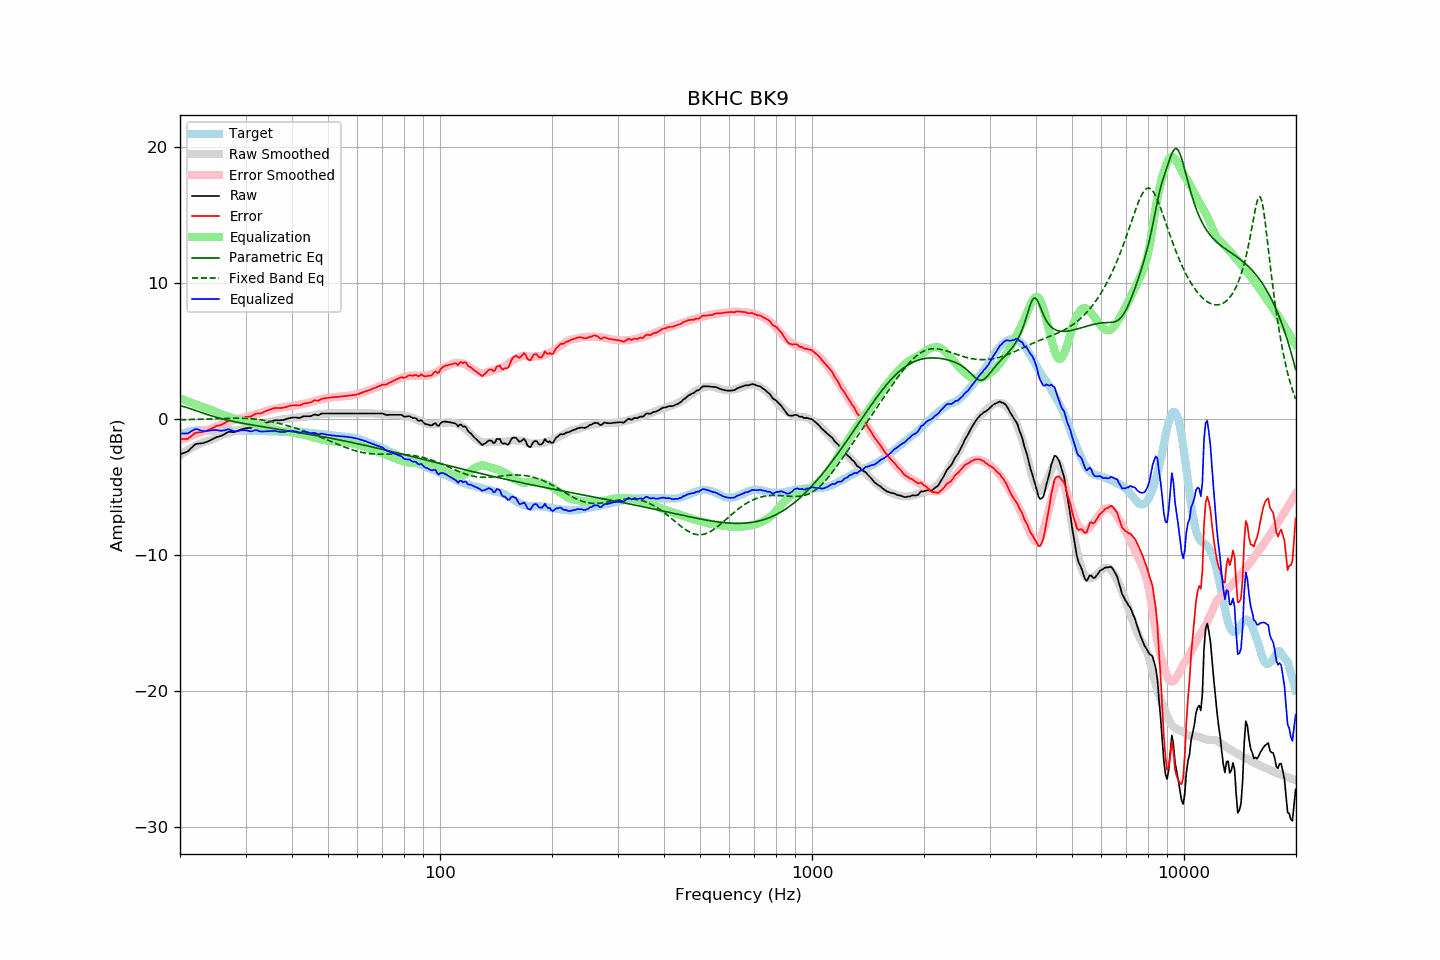 BKHC BK9
Target
Raw Smoothed
Error Smoothed
Raw
Error
Equalization
Parametric Eq
Fixed Band Eq
Equalized
20
10
0
−10
−20
−30
Amplitude (dBr)
100
1000
10000
Frequency (Hz)